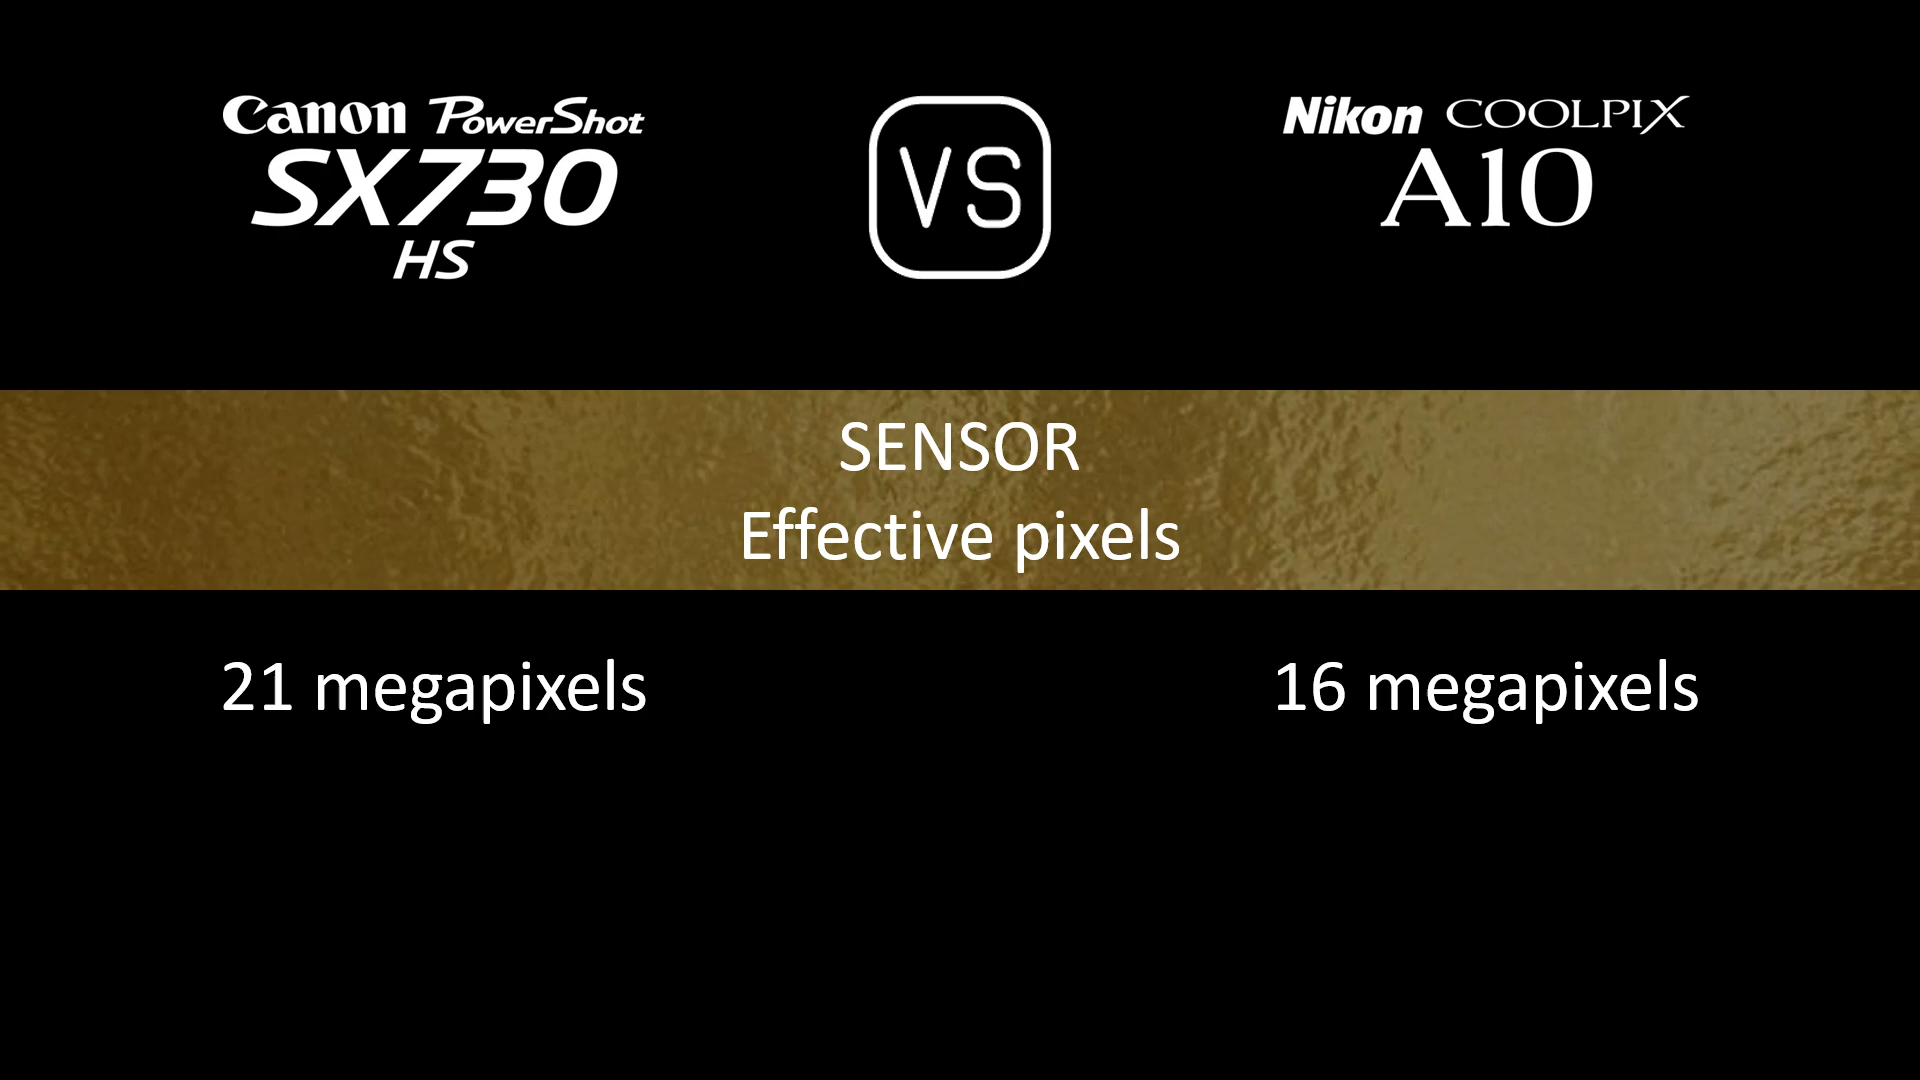 Canon PowerShot
SX730
HS
VS
Nikon COOLPIX
A10
SENSOR
Effective pixels
21 megapixels
16 megapixels